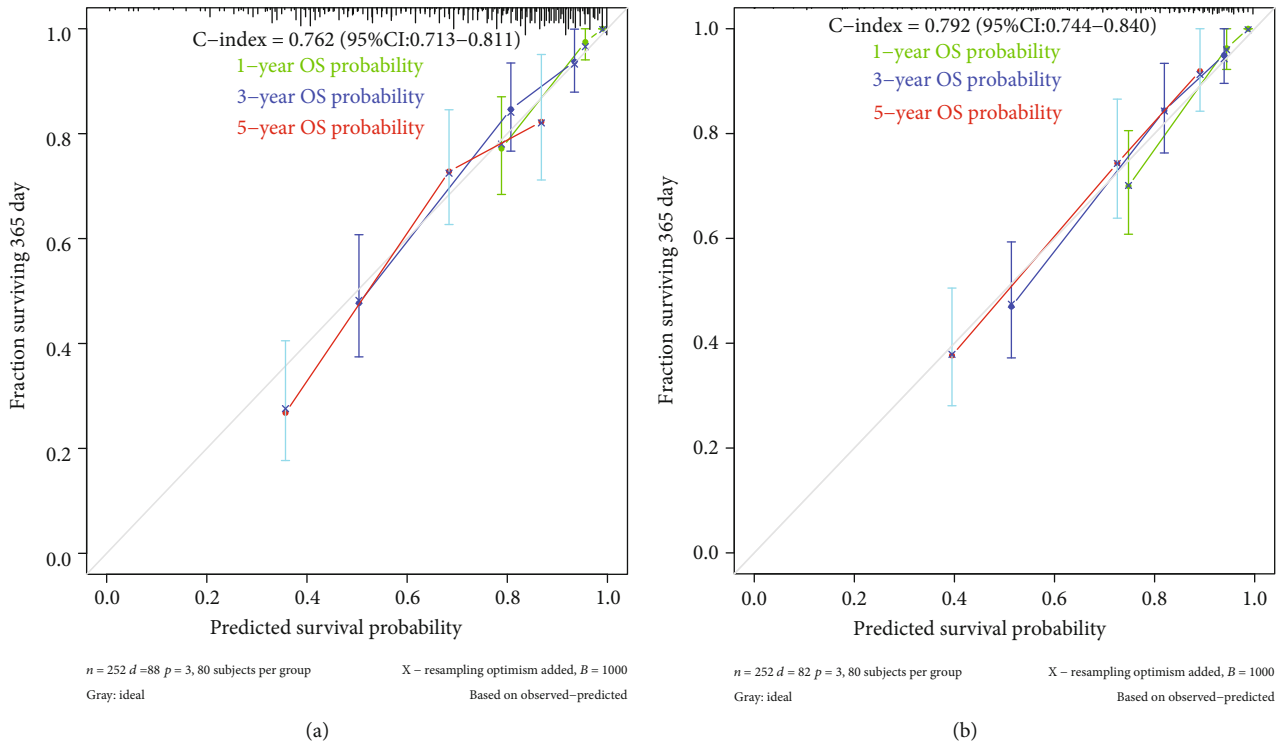 C−index = 0.762 (95%CI:0.713−0.811)
1−year OS probability
3−year OS probability
5−year OS probability
Fraction surviving 365 day
1.0
0.8
0.6
0.4
0.2
0.0
0.0 0.2 0.4 0.6 0.8 1.0
Predicted survival probability
n = 252 d =88 p = 3, 80 subjects per group
X − resampling optimism added, B = 1000
Gray: ideal
Based on observed−predicted
(a)
C−index = 0.792 (95%CI:0.744−0.840)
1−year OS probability
3−year OS probability
5−year OS probability
Fraction surviving 365 day
1.0
0.8
0.6
0.4
0.2
0.0
0.0 0.2 0.4 0.6 0.8 1.0
Predicted survival probability
n = 252 d = 82 p = 3, 80 subjects per group
X − resampling optimism added, B = 1000
Gray: ideal
Based on observed−predicted
(b)